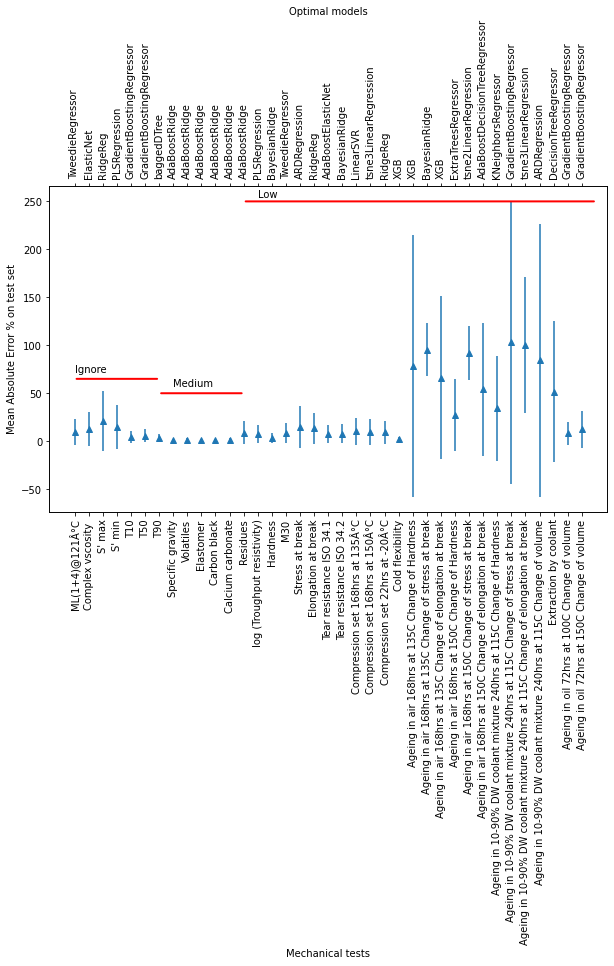 Optimal models
TweedieRegressor
ElasticNet
RidgeReg
PLSRegression
GradientBoostingRegressor
GradientBoostingRegressor
baggedDTree
AdaBoostRidge
AdaBoostRidge
AdaBoostRidge
AdaBoostRidge
AdaBoostRidge
AdaBoostRidge
PLSRegression
BayesianRidge
TweedieRegressor
ARDRegression
RidgeReg
AdaBoostElasticNet
BayesianRidge
LinearSVR
tsne3LinearRegression
RidgeReg
XGB
XGB
BayesianRidge
XGB
ExtraTreesRegressor
tsne2LinearRegression
AdaBoostDecisionTreeRegressor
KNeighborsRegressor
GradientBoostingRegressor
tsne3LinearRegression
ARDRegression
DecisionTreeRegressor
GradientBoostingRegressor
GradientBoostingRegressor
Mean Absolute Error % on test set
250
200
150
100
50
0
−50
Low
Ignore
Medium
ML(1+4)@121Â°C
Complex vscosity
S' max
S' min
T10
T50
T90
Specific gravity
Volatiles
Elastomer
Carbon black
Calcium carbonate
Residues
log (Troughput resistivity)
Hardness
M30
Stress at break
Elongation at break
Tear resistance ISO 34.1
Tear resistance ISO 34.2
Compression set 168hrs at 135Â°C
Compression set 168hrs at 150Â°C
Compression set 22hrs at -20Â°C
Cold flexibility
Ageing in air 168hrs at 135C Change of Hardness
Ageing in air 168hrs at 135C Change of stress at break
Ageing in air 168hrs at 135C Change of elongation at break
Ageing in air 168hrs at 150C Change of Hardness
Ageing in air 168hrs at 150C Change of stress at break
Ageing in air 168hrs at 150C Change of elongation at break
Ageing in 10-90% DW coolant mixture 240hrs at 115C Change of Hardness
Ageing in 10-90% DW coolant mixture 240hrs at 115C Change of stress at break
Ageing in 10-90% DW coolant mixture 240hrs at 115C Change of elongation at break
Ageing in 10-90% DW coolant mixture 240hrs at 115C Change of volume
Extraction by coolant
Ageing in oil 72hrs at 100C Change of volume
Ageing in oil 72hrs at 150C Change of volume
Mechanical tests